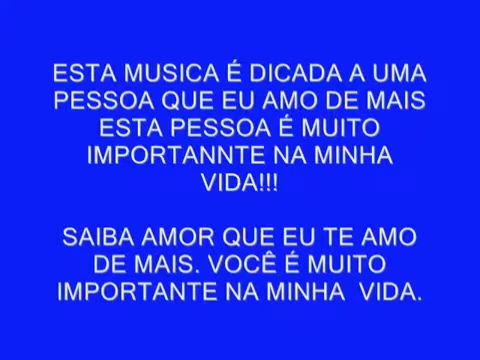 ESTA MUSICA É DICADA A UMA
PESSOA QUE EU AMO DE MAIS
ESTA PESSOA É MUITO
IMPORTANNTE NA MINHA
VIDA!!!
SAIBA AMOR QUE EU TE AMO
DE MAIS. VOCÊ É MUITO
IMPORTANTE NA MINHA  VIDA.